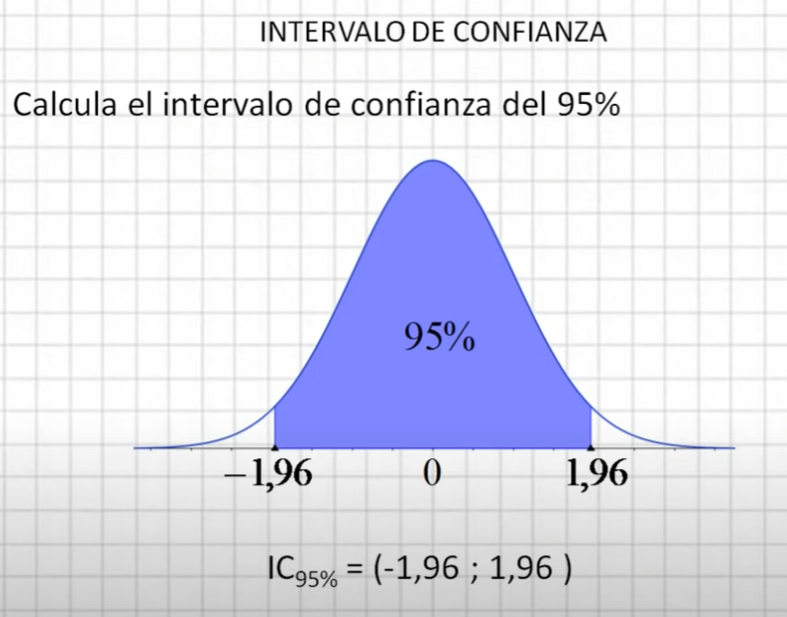 INTERVALO DE CONFIANZA
Calcula el intervalo de confianza del 95%
95%
–1,96 0 1,96
IC95% = (-1,96 ; 1,96 )